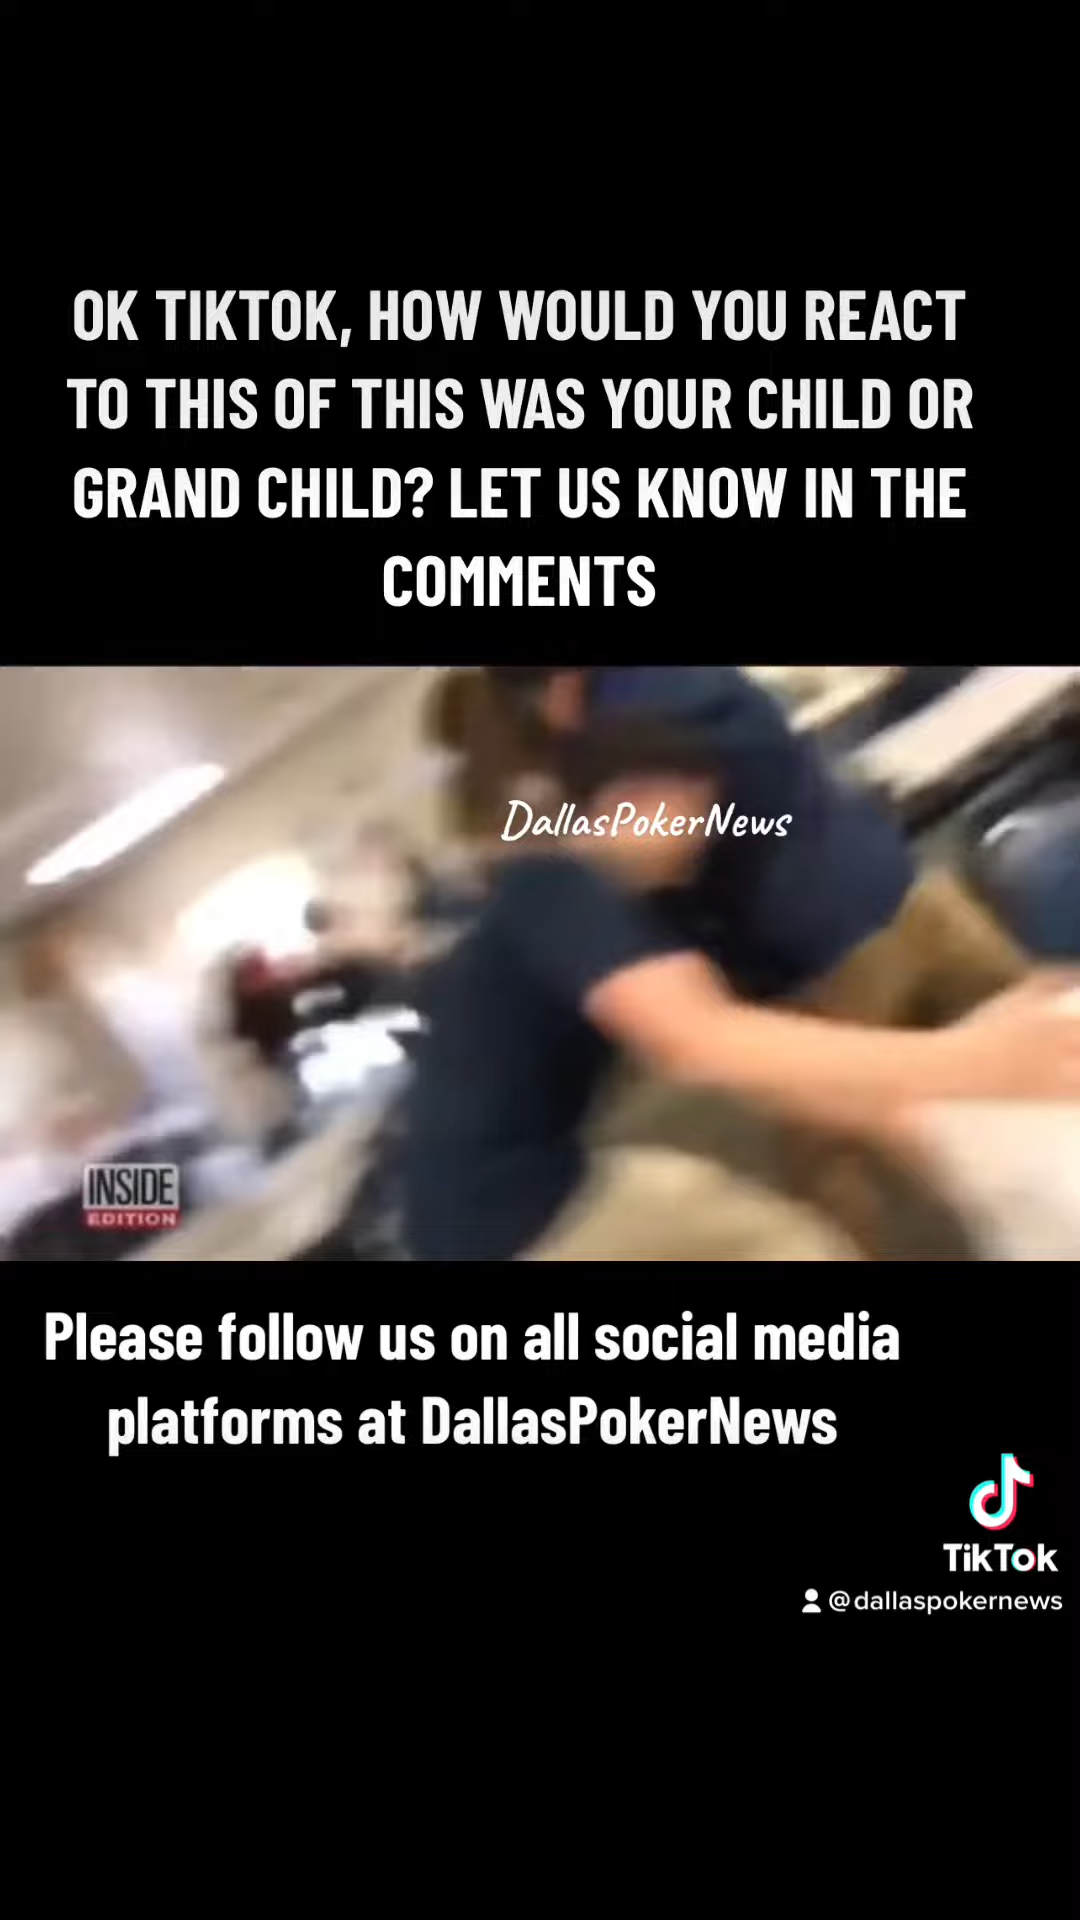 OK TIKTOK, HOW WOULD YOU REACT
TO THIS OF THIS WAS YOUR CHILD OR
GRAND CHILD? LET US KNOW IN THE
COMMENTS
DallasPokerNews
INSIDE
EDITION
Please follow us on all social media
platforms at DallasPokerNews
TikTok
@dallaspokernews